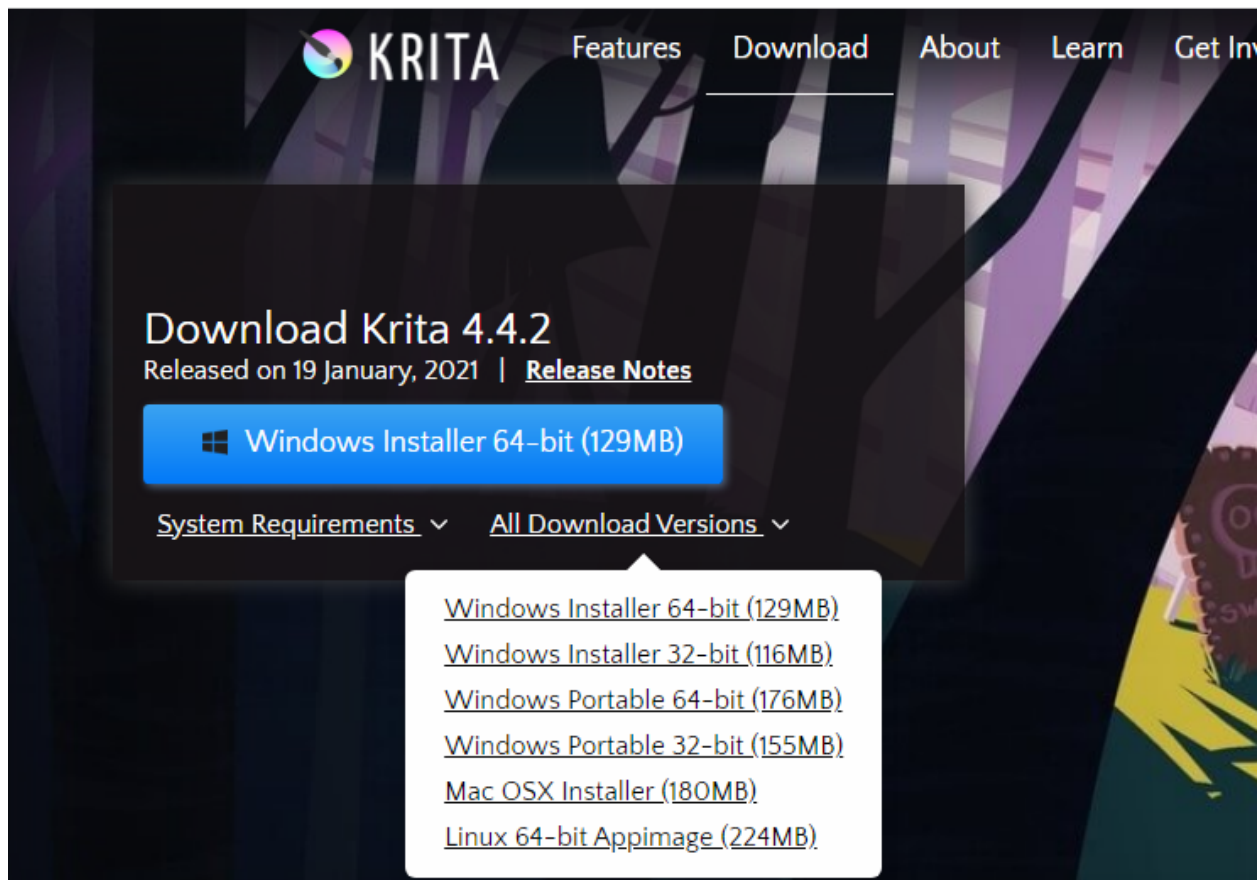 KRITA Features Download About Learn Get
Download Krita 4.4.2
Released on 19 January, 2021 | Release Notes
Windows Installer 64-bit (129MB)
System Requirements All Download Versions
Windows Installer 64-bit (129MB)
Windows Installer 32-bit (116MB)
Windows Portable 64-bit (176MB)
Windows Portable 32-bit (155MB)
Mac OSX Installer (180MB)
Linux 64-bit Appimage (224MB)